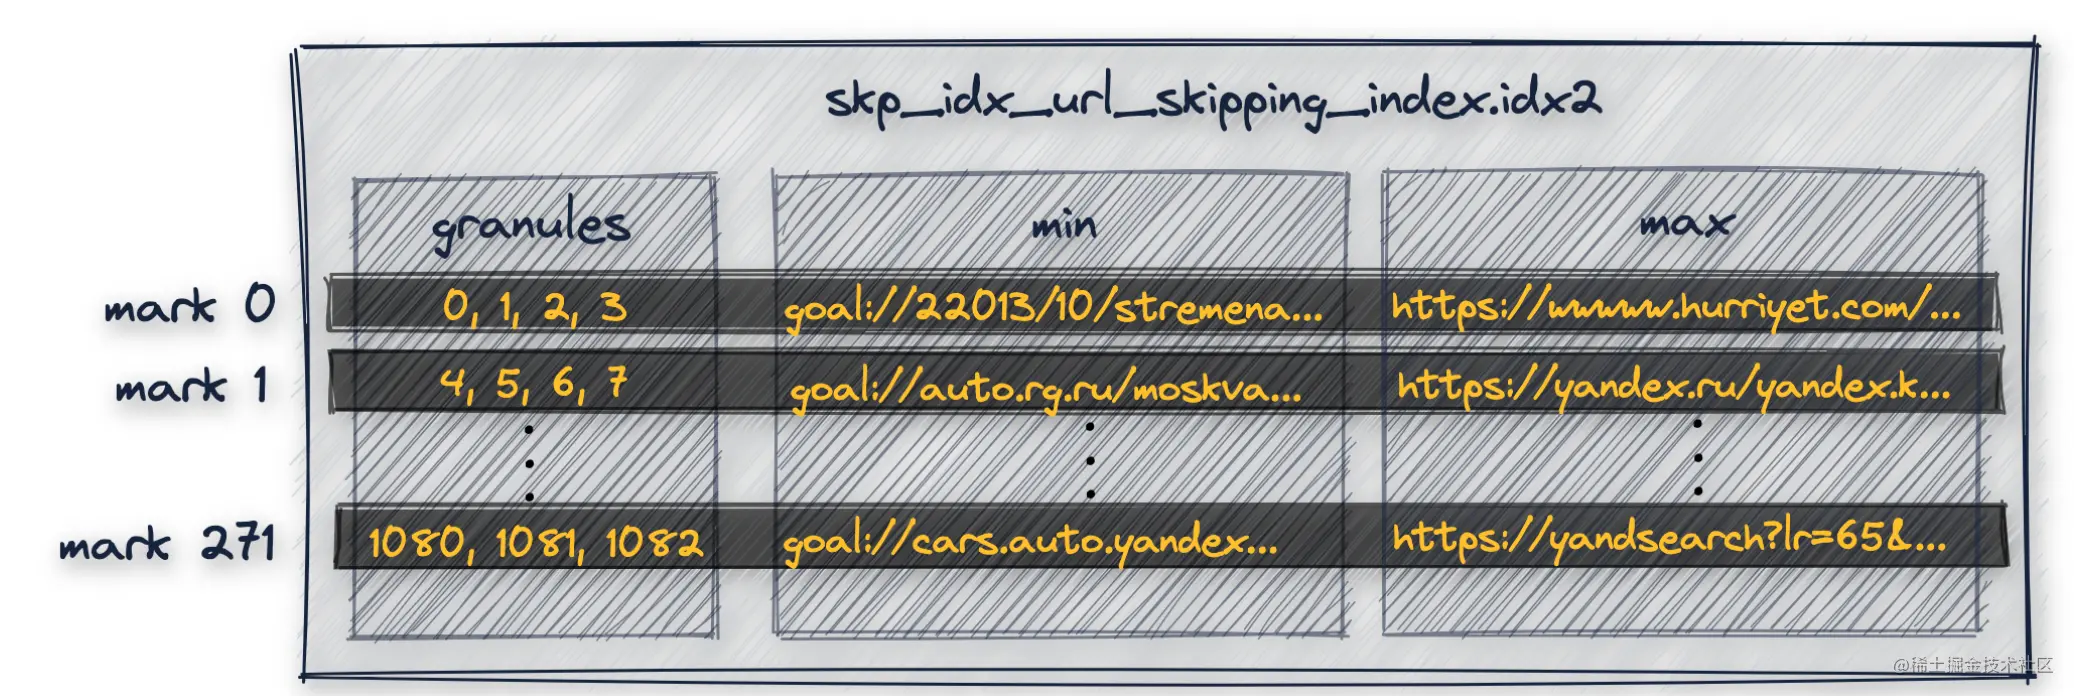 skp_idx_url_skipping_index.idx2
granules min max
mark 0 0, 1, 2, 3 goal://22013/10/stremena... https://wwww.hurriyet.com/...
mark 1 4, 5, 6, 7 goal://auto.rg.ru/moskva... https://yandex.ru/yandex.k...
mark 271 1080, 1081, 1082 goal://cars.auto.yandex... https://yandsearch?lr=65&...
@稀土掘金技术社区